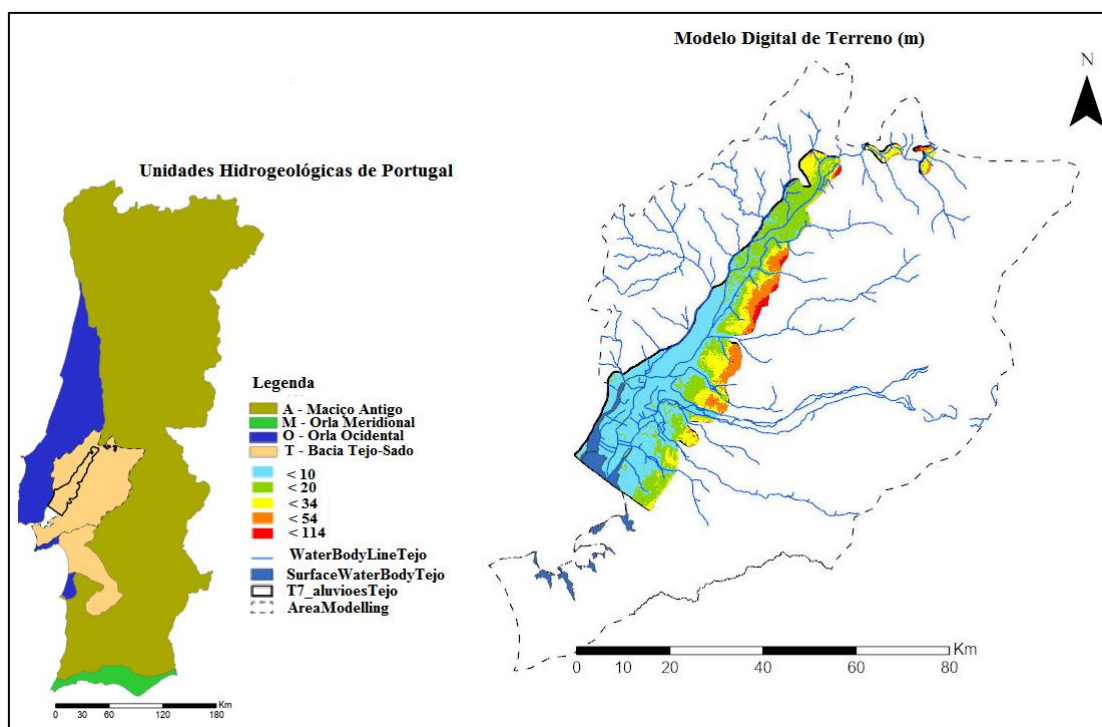 Modelo Digital de Terreno (m)
N
Unidades Hidrogeológicas de Portugal
Legenda
A - Maciço Antigo
M - Orla Meridional
O - Orla Ocidental
T - Bacia Tejo-Sado
< 10
< 20
< 34
< 54
< 114
WaterBodyLineTejo
SurfaceWaterBodyTejo
T7_aluvioesTejo
AreaModelling
Km
0 10 20 40 60 80
Km
0 30 60 120 180